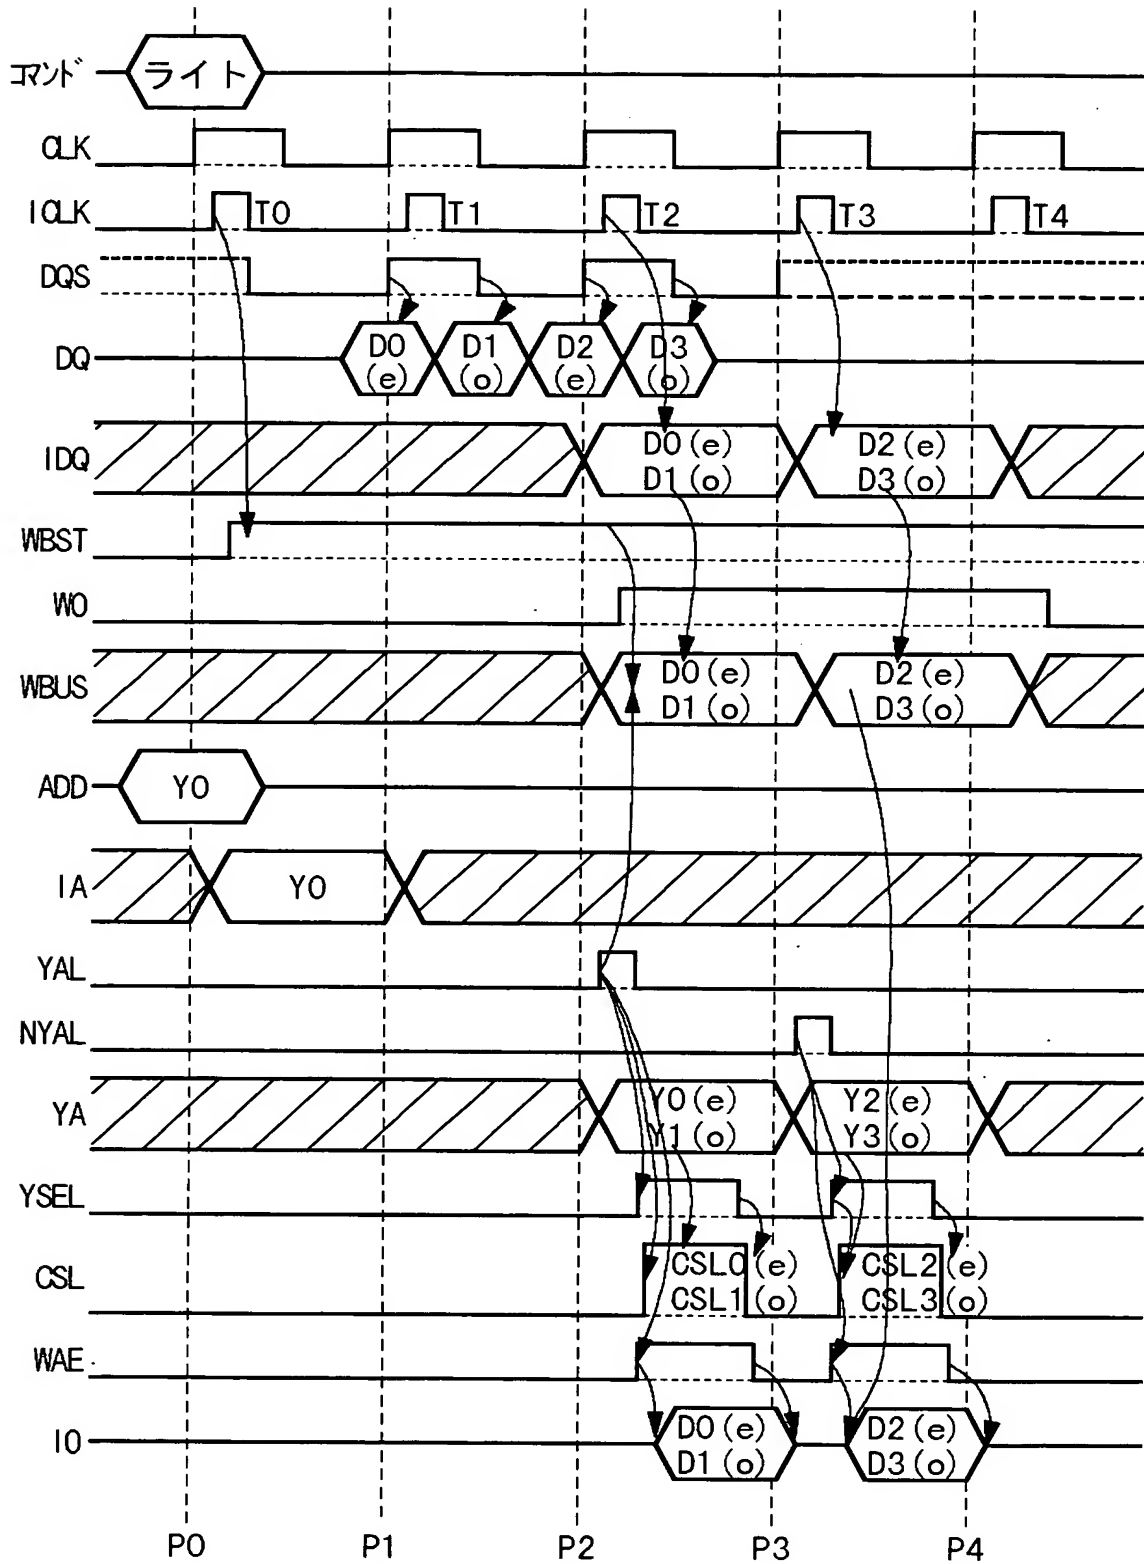 コマンド ライト
CLK
ICLK T0 T1 T2 T3 T4
DQS
DQ D0 D1 D2 D3
(e) (o) (e) (o)
IDQ D0(e) D2(e)
D1(o) D3(o)
WBST
W0
WBUS D0(e) D2(e)
D1(o) D3(o)
ADD Y0
IA Y0
YAL
NYAL
YA Y0(e) Y2(e)
Y1(o) Y3(o)
YSEL
CSL CSL0(e) CSL2(e)
CSL1(o) CSL3(o)
WAE
IO D0(e) D2(e)
D1(o) D3(o)
P0 P1 P2 P3 P4